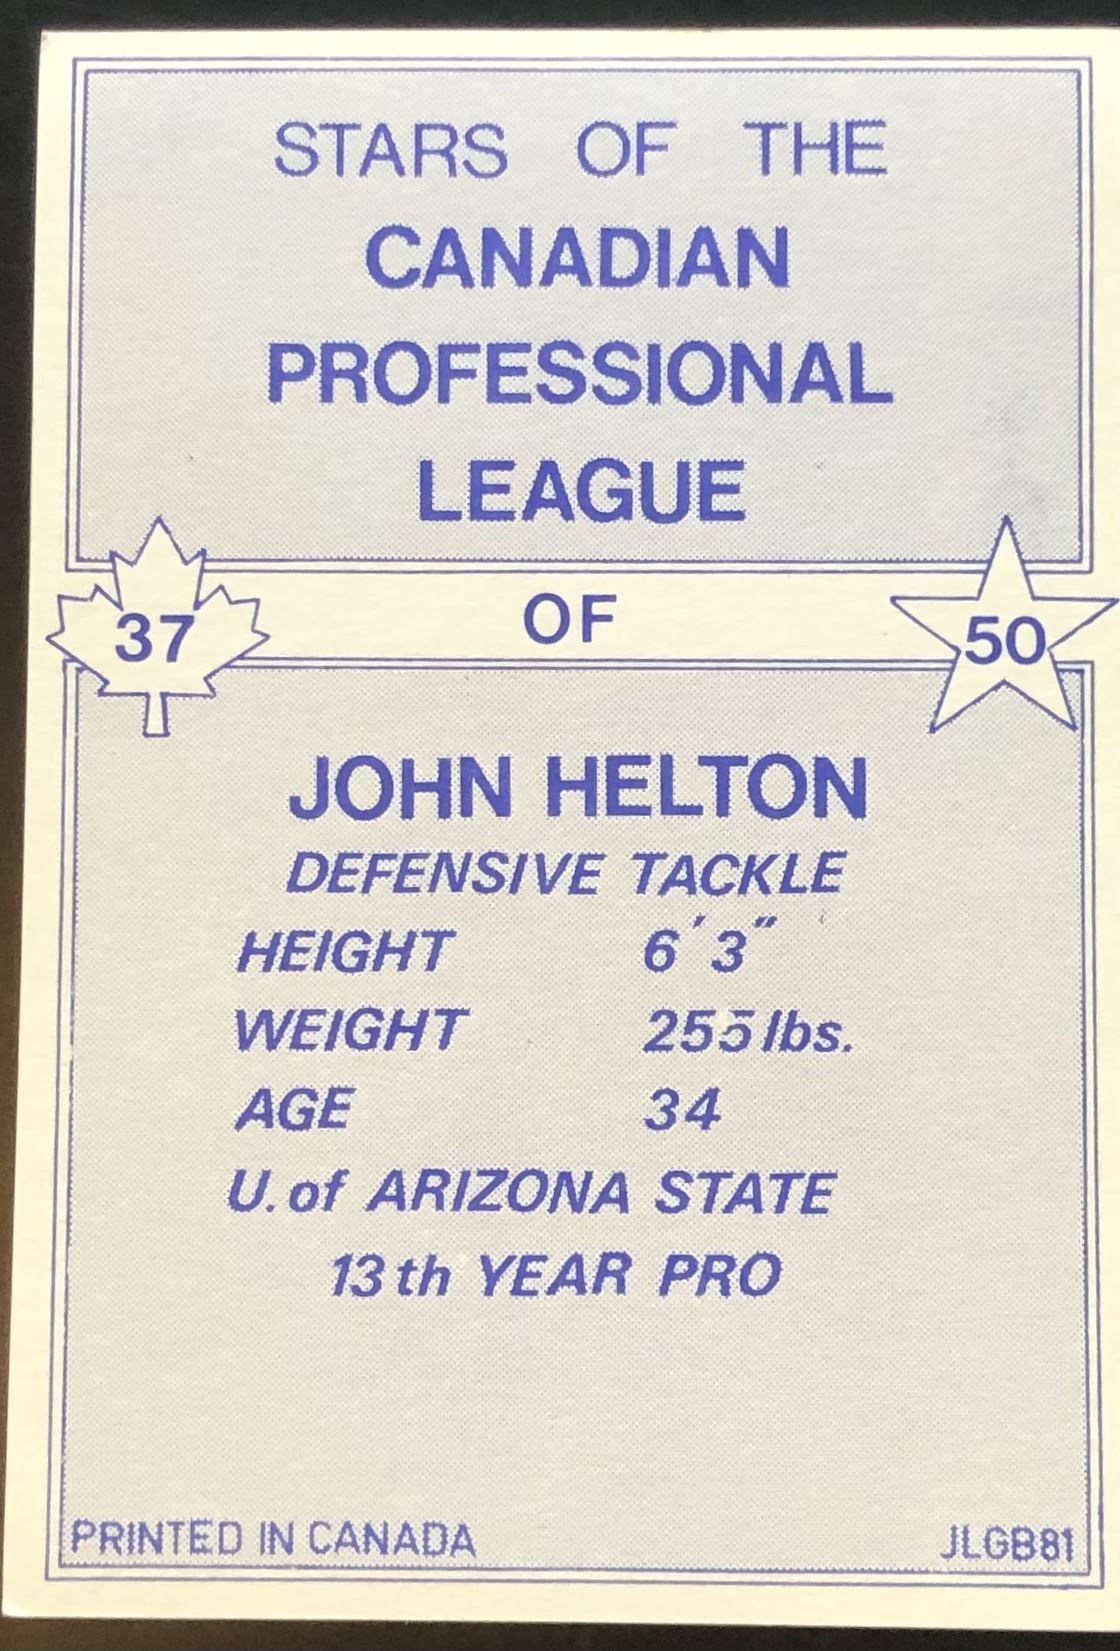 STARS OF THE
CANADIAN
PROFESSIONAL
LEAGUE
37 OF 50
JOHN HELTON
DEFENSIVE TACKLE
HEIGHT 6'3"
WEIGHT 255 lbs.
AGE 34
U. of ARIZONA STATE
13th YEAR PRO
PRINTED IN CANADA JLGB81